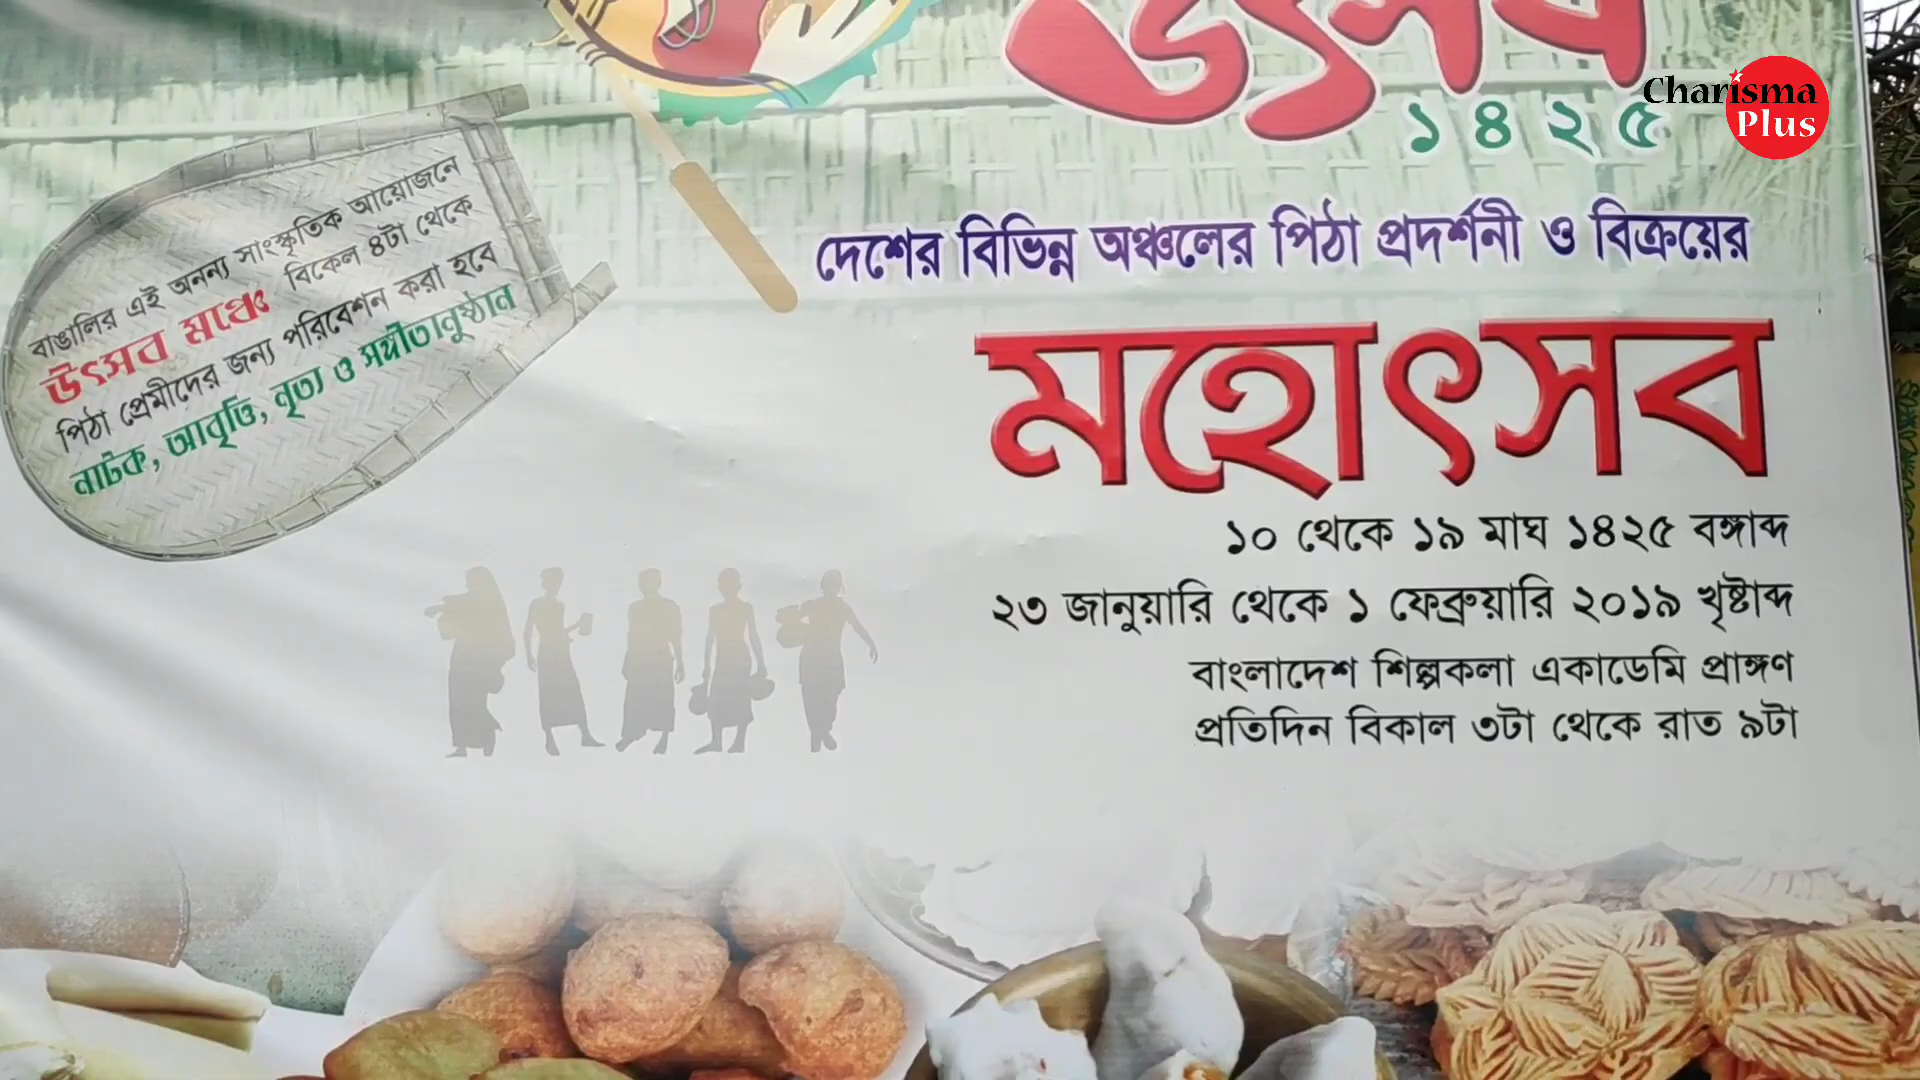 উৎসব
১৪২৫
Charisma
Plus
বাঙালির এই অনন্য সাংস্কৃতিক আয়োজনে
উৎসব মঞ্চেঃ বিকেল ৪টা থেকে
পিঠা প্রেমীদের জন্য পরিবেশন করা হবে
নাটক, আবৃত্তি, নৃত্য ও সঙ্গীতানুষ্ঠান
দেশের বিভিন্ন অঞ্চলের পিঠা প্রদর্শনী ও বিক্রয়ের
মহোৎসব
১০ থেকে ১৯ মাঘ ১৪২৫ বঙ্গাব্দ
২৩ জানুয়ারি থেকে ১ ফেব্রুয়ারি ২০১৯ খৃষ্টাব্দ
বাংলাদেশ শিল্পকলা একাডেমি প্রাঙ্গণ
প্রতিদিন বিকাল ৩টা থেকে রাত ৯টা